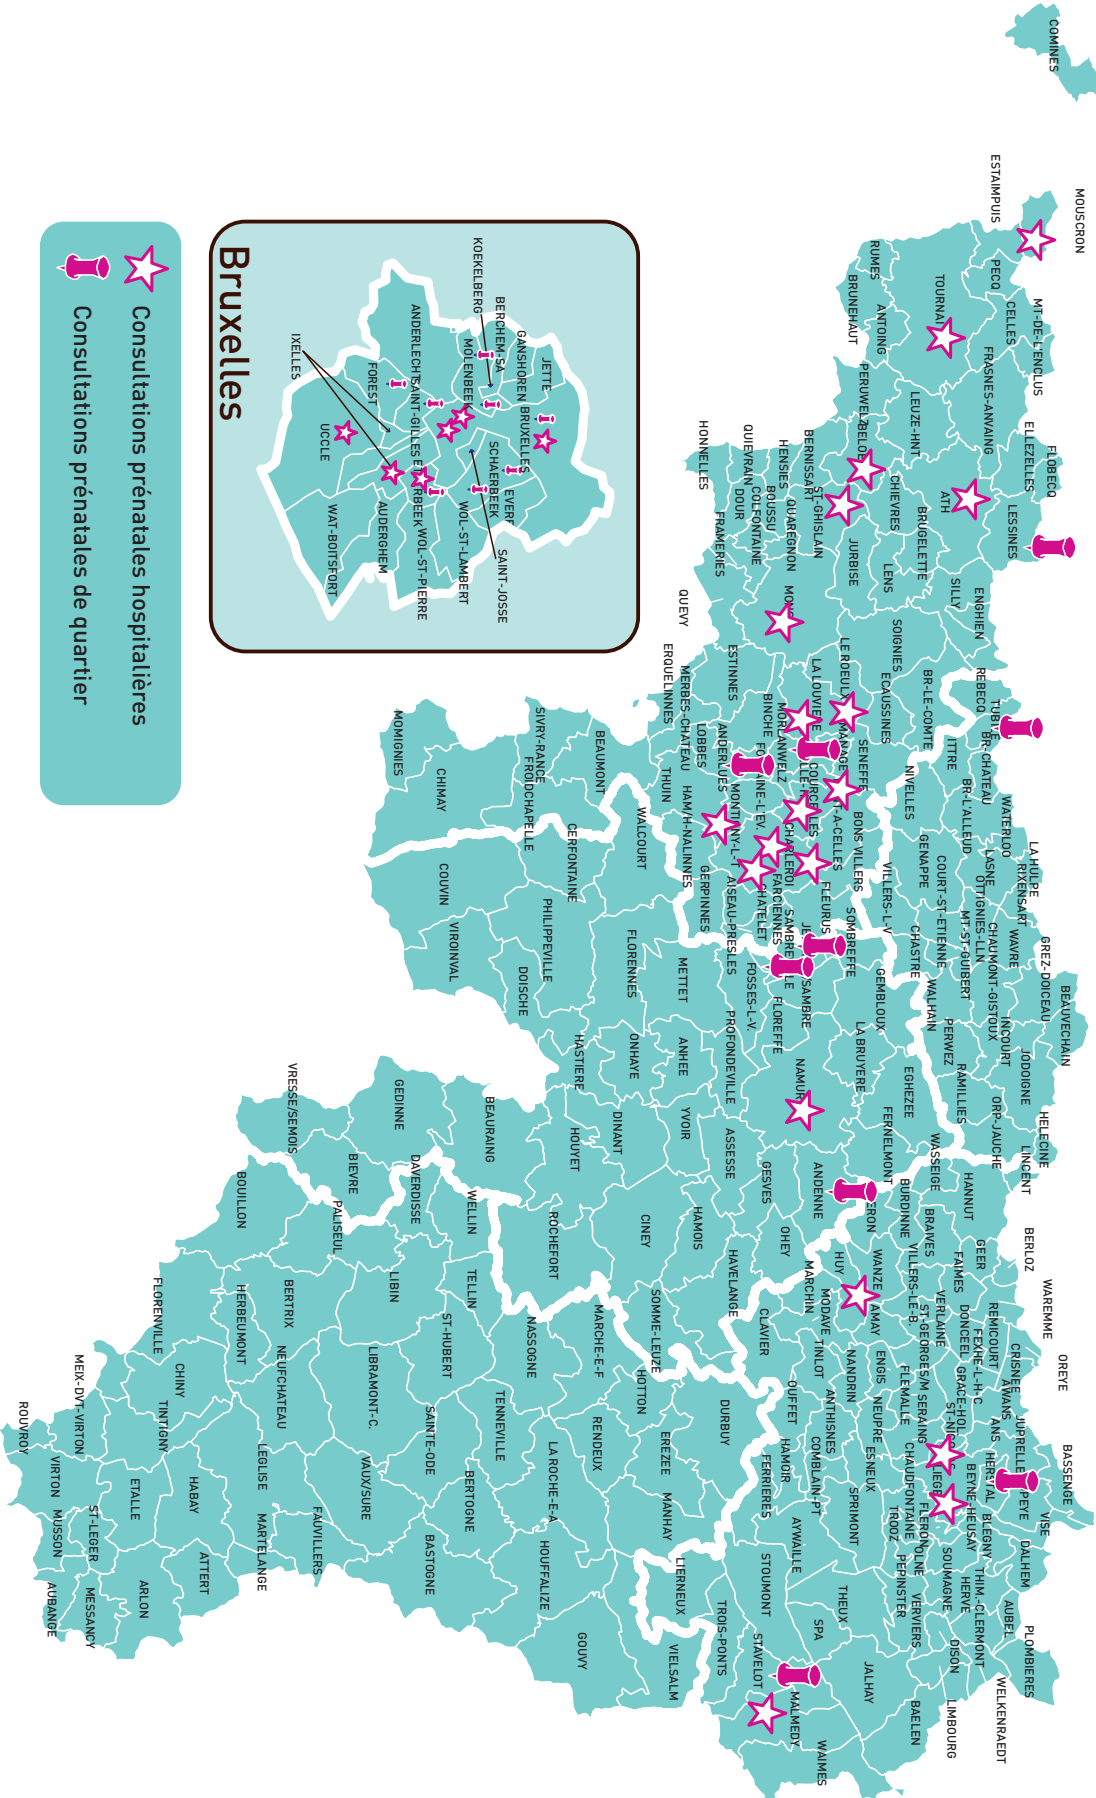 COMINES
MOUSCRON
ESTAIMPUIS
PECQ
CELLES
MT-DE-L'ENCLUS
RUMES
BRUNEHAUT
ANTOING
TOURNAI
FRASNES-ANVAING
LEUZE-HNT
PERUWELZ
BELOEIL
BERNISSART
ELLEZELLES
FLOBECQ
LESSINES
ATH
CHIEVRES
BRUGELETTE
ST-GHISLAIN
HENSIES
QUIEVRAIN
HONNELLES
QUAREGNON
BOUSSU
COLFONTAINE
DOUR
FRAMERIES
JURBISE
LENS
SILLY
ENGHIEN
SOIGNIES
MONS
QUEVY
LE ROEULX
ECAUSSINES
BR-LE-COMTE
REBECQ
TUBIZE
ITTRE
BR-CHATEAU
ESTINNES
LA LOUVIERE
BINCHE
MORLANWELZ
MANAGE
SENEFFE
ERQUELINNES
MERBES-CHATEAU
LOBBES
ANDERLUES
THUIN
HAM/H-NALINNES
MONTIGNY-L-T
COURCELLES
CHARLEROI
CHATELET
FARCIENNES
AISEAU-PRESLES
GERPINNES
FLEURUS
BONS VILLERS
NIVELLES
BR-L'ALLEUD
WATERLOO
LA HULPE
RIXENSART
LASNE
OTTIGNIES-LLN
GENAPPE
COURT-ST-ETIENNE
MT-ST-GUIBERT
VILLERS-L-V
CHASTRE
WALHAIN
CHAUMONT-GISTOUX
WAVRE
GREZ-DOICEAU
BEAUVECHAIN
INCOURT
JODOIGNE
PERWEZ
RAMILLIES
ORP-JAUCHE
HELECINE
LINCENT
SOMBREFFE
GEMBLOUX
FOSSES-L-V.
FLOREFFE
METTET
PROFONDEVILLE
LA BRUYERE
EGHEZEE
FERNELMONT
NAMUR
ANDENNE
ASSESSE
GESVES
OHEY
YVOIR
ANHEE
ONHAYE
DINANT
HASTIERE
HOUYET
CINEY
HAMOIS
HAVELANGE
SOMME-LEUZE
ROCHEFORT
BEAURAING
GEDINNE
VRESSE/SEMOIS
BIEVRE
FLORENNES
WALCOURT
PHILIPPEVILLE
CERFONTAINE
DOISCHE
VIROINVAL
COUVIN
BEAUMONT
SIVRY-RANCE
FROIDCHAPELLE
CHIMAY
MOMIGNIES
WASSEIGE
HANNUT
BURDINNE
BRAIVES
WANZE
VILLERS-LE-B.
HUY
MARCHIN
MODAVE
TINLOT
CLAVIER
AMAY
VERLAINE
FAIMES
GEER
BERLOZ
WAREMME
OREYE
REMICOURT
DONCEEL
FEXHE-L-H-C
CRISNEE
AWANS
ST-GEORGES/M
GRACE-HOL.
ENGIS
FLEMALLE
SERAING
NANDRIN
NEUPRE
ANTHISNES
OUFFET
HAMOIR
COMBLAIN-PT
ESNEUX
FERRIERES
SPRIMONT
AYWAILLE
ANS
JUPRELLE
BASSENGE
HERSTAL
BEYNE-HEUSAY
CHAUDFONTAINE
FLERON
TROOZ
OLNE
BLEGNY
VISE
DALHEM
SOUMAGNE
HERVE
THIM.-CLERMONT
AUBEL
PLOMBIERES
PEPINSTER
VERVIERS
DISON
THEUX
SPA
STOUMONT
JALHAY
BAELEN
LIMBOURG
WELKENRAEDT
STAVELOT
TROIS-PONTS
LIERNEUX
MALMEDY
WAIMES
DURBUY
HOTTON
EREZEE
MANHAY
VIELSALM
GOUVY
HOUFFALIZE
LA ROCHE-E-A
RENDEUX
MARCHE-E-F
NASSOGNE
TENNEVILLE
BERTOGNE
BASTOGNE
SAINTE-ODE
VAUX/SURE
ST-HUBERT
LIBRAMONT-C.
LIBIN
TELLIN
WELLIN
DAVERDISSE
PALISEUL
BOUILLON
BERTRIX
HERBEUMONT
NEUFCHATEAU
LEGLISE
FAUVILLERS
MARTELANGE
FLORENVILLE
CHINY
TINTIGNY
HABAY
ETALLE
ATTERT
ARLON
MEIX-DVT-VIRTON
ROUVROY
VIRTON
ST-LEGER
MUSSON
MESSANCY
AUBANGE
KOEKELBERG
BERCHEM-SA
GANSHOREN
JETTE
MOLENBEEK
ANDERLECHT
SAINT-GILLES
BRUXELLES
FOREST
IXELLES
UCCLE
SCHAERBEEK
SAINT-JOSSE
WOL-ST-LAMBERT
WOL-ST-PIERRE
AUDERGHEM
WAT-BOITSFORT
Bruxelles
Consultations prénatales hospitalières
Consultations prénatales de quartier